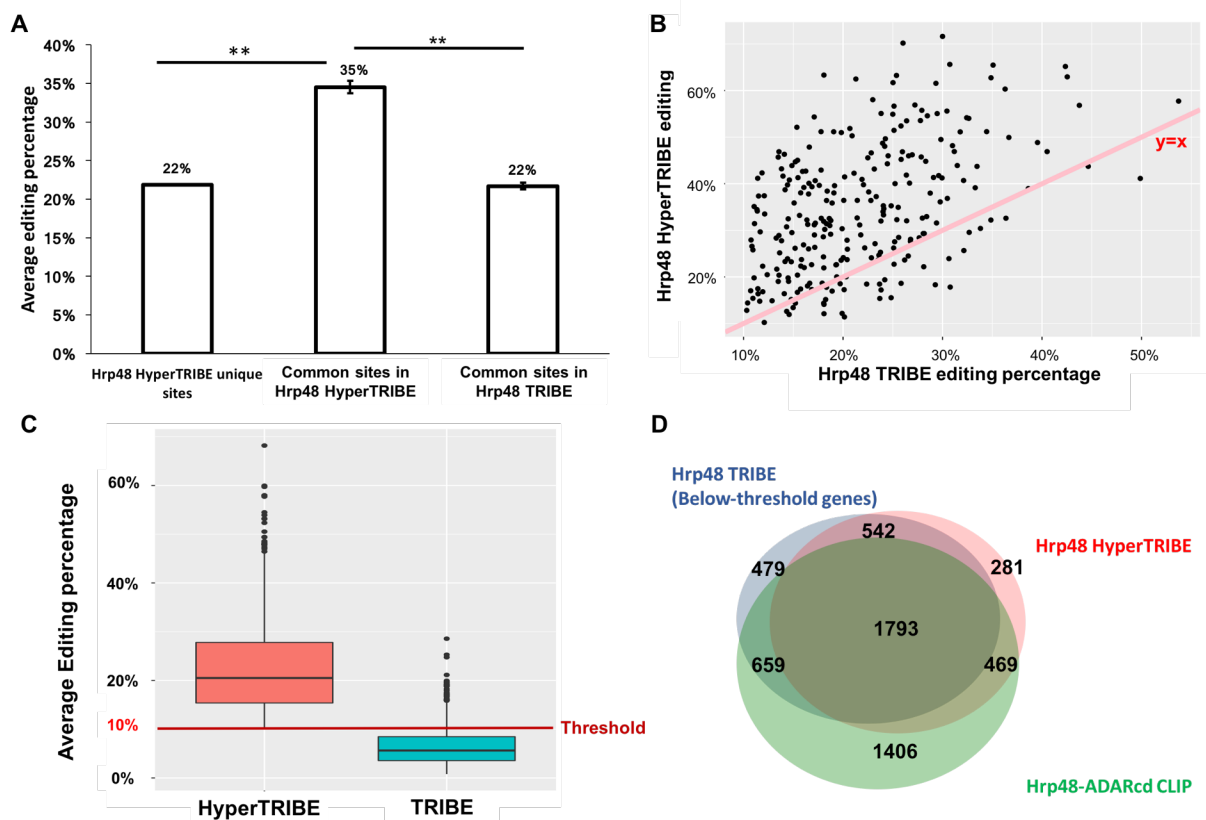 A
Average editing percentage
40%
35%
30%
25%
20%
15%
10%
5%
0%
**
**
22%
35%
22%
Hrp48 HyperTRIBE unique
sites
Common sites in
Hrp48 HyperTRIBE
Common sites in
Hrp48 TRIBE
B
Hrp48 HyperTRIBE editing
60%
40%
20%
y=x
10%
20%
30%
40%
50%
Hrp48 TRIBE editing percentage
C
Average Editing percentage
60%
40%
20%
10%
0%
Threshold
HyperTRIBE
TRIBE
D
Hrp48 TRIBE
(Below-threshold genes)
Hrp48 HyperTRIBE
542
479
281
1793
659
469
1406
Hrp48-ADARcd CLIP